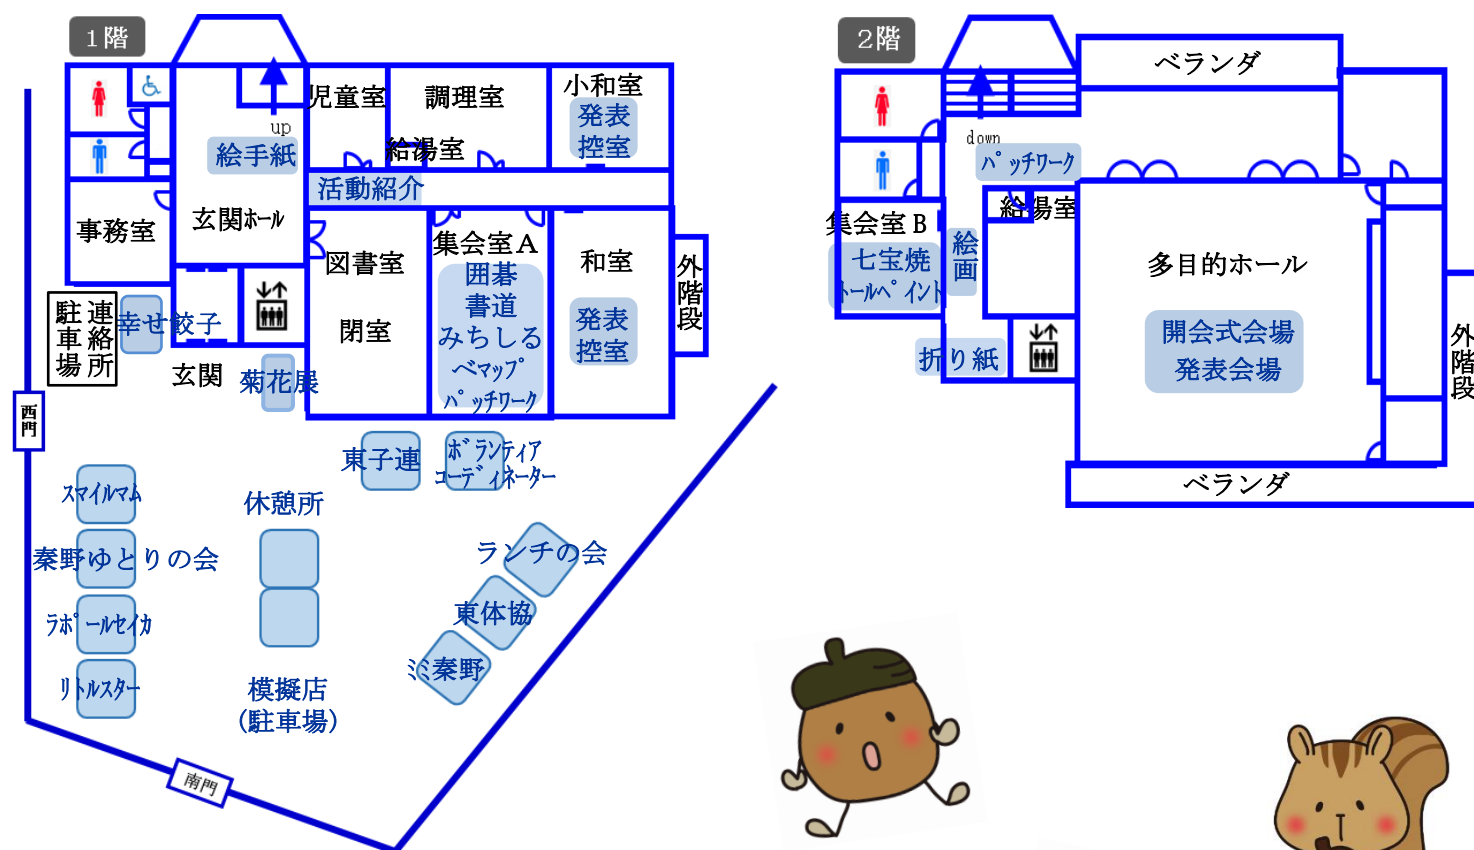 1階
up
児童室
調理室
小和室
発表
控室
絵手紙
給湯室
活動紹介
事務室
玄関ホール
図書室
閉室
集会室A
囲碁
書道
みちしる
べマップ
パッチワーク
和室
発表
控室
外階段
連絡所
駐車場
幸せ餃子
玄関
菊花展
西門
東子連
ボランティア
コーディネーター
スマイルマム
休憩所
秦野ゆとりの会
ランチの会
ラポールセイカ
東体協
リトルスター
ミミ秦野
模擬店
(駐車場)
南門
2階
ベランダ
down
パッチワーク
集会室B
七宝焼
トールペイント
絵画
給湯室
多目的ホール
開会式会場
発表会場
折り紙
外階段
ベランダ